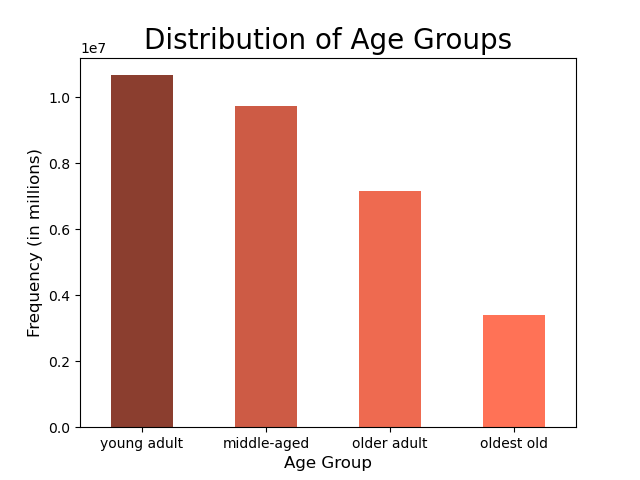 Distribution of Age Groups
1e7
1.0
0.8
0.6
0.4
0.2
0.0
Frequency (in millions)
young adult
middle-aged
older adult
oldest old
Age Group